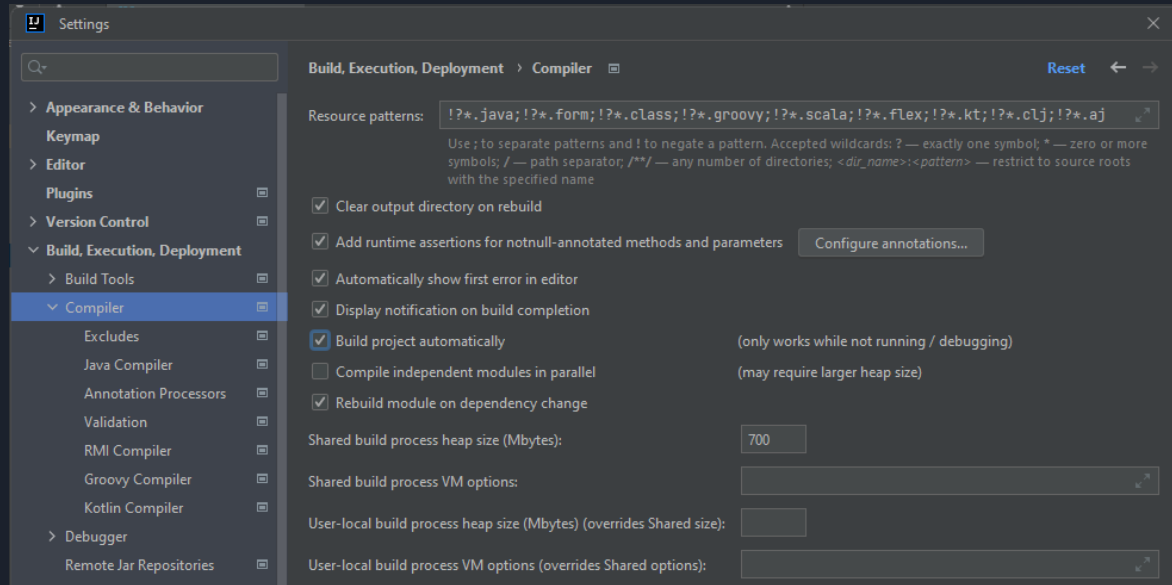 Settings
Build, Execution, Deployment › Compiler
Reset
Appearance & Behavior
Keymap
Editor
Plugins
Version Control
Build, Execution, Deployment
Build Tools
Compiler
Excludes
Java Compiler
Annotation Processors
Validation
RMI Compiler
Groovy Compiler
Kotlin Compiler
Debugger
Remote Jar Repositories
Resource patterns: !?*.java;!?*.form;!?*.class;!?*.groovy;!?*.scala;!?*.flex;!?*.kt;!?*.clj;!?*.aj
Use ; to separate patterns and ! to negate a pattern. Accepted wildcards: ? — exactly one symbol; * — zero or more
symbols; / — path separator; /**/ — any number of directories; <dir_name>:<pattern> — restrict to source roots
with the specified name
Clear output directory on rebuild
Add runtime assertions for notnull-annotated methods and parameters Configure annotations...
Automatically show first error in editor
Display notification on build completion
Build project automatically (only works while not running / debugging)
Compile independent modules in parallel (may require larger heap size)
Rebuild module on dependency change
Shared build process heap size (Mbytes): 700
Shared build process VM options:
User-local build process heap size (Mbytes) (overrides Shared size):
User-local build process VM options (overrides Shared options):